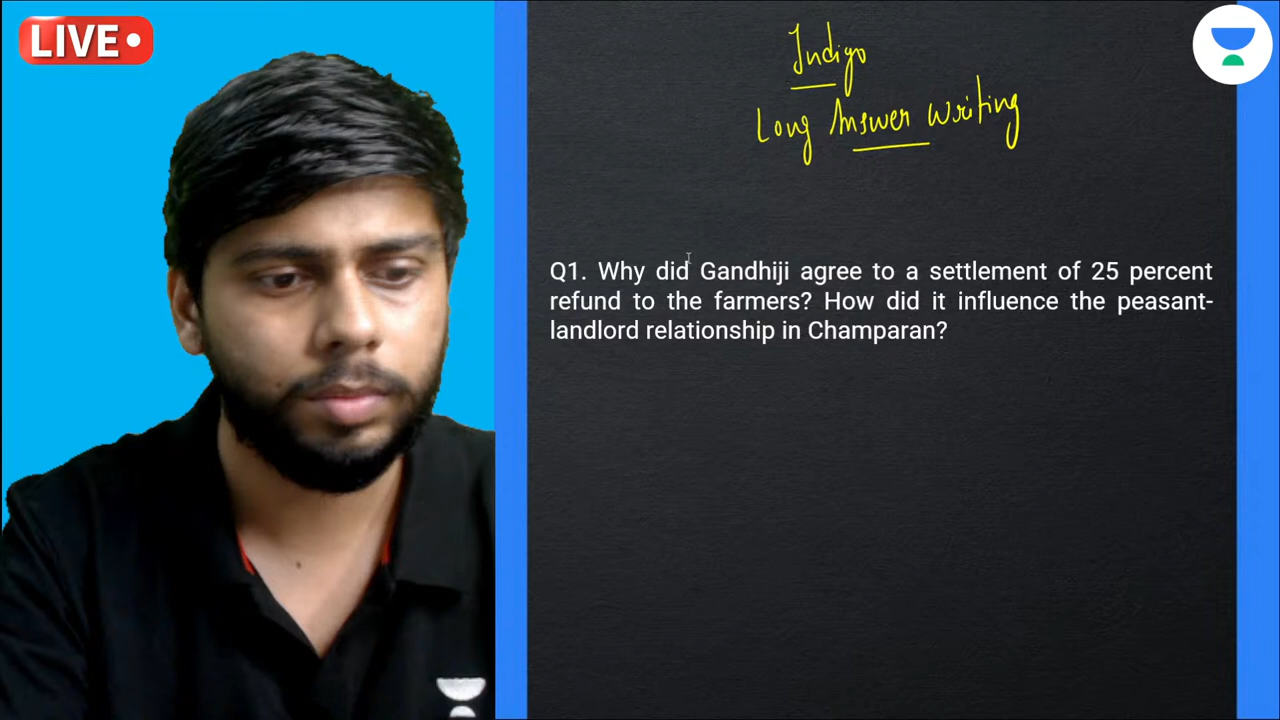 LIVE
Indigo
Long Answer Writing
Q1. Why did Gandhiji agree to a settlement of 25 percent
refund to the farmers? How did it influence the peasant-
landlord relationship in Champaran?